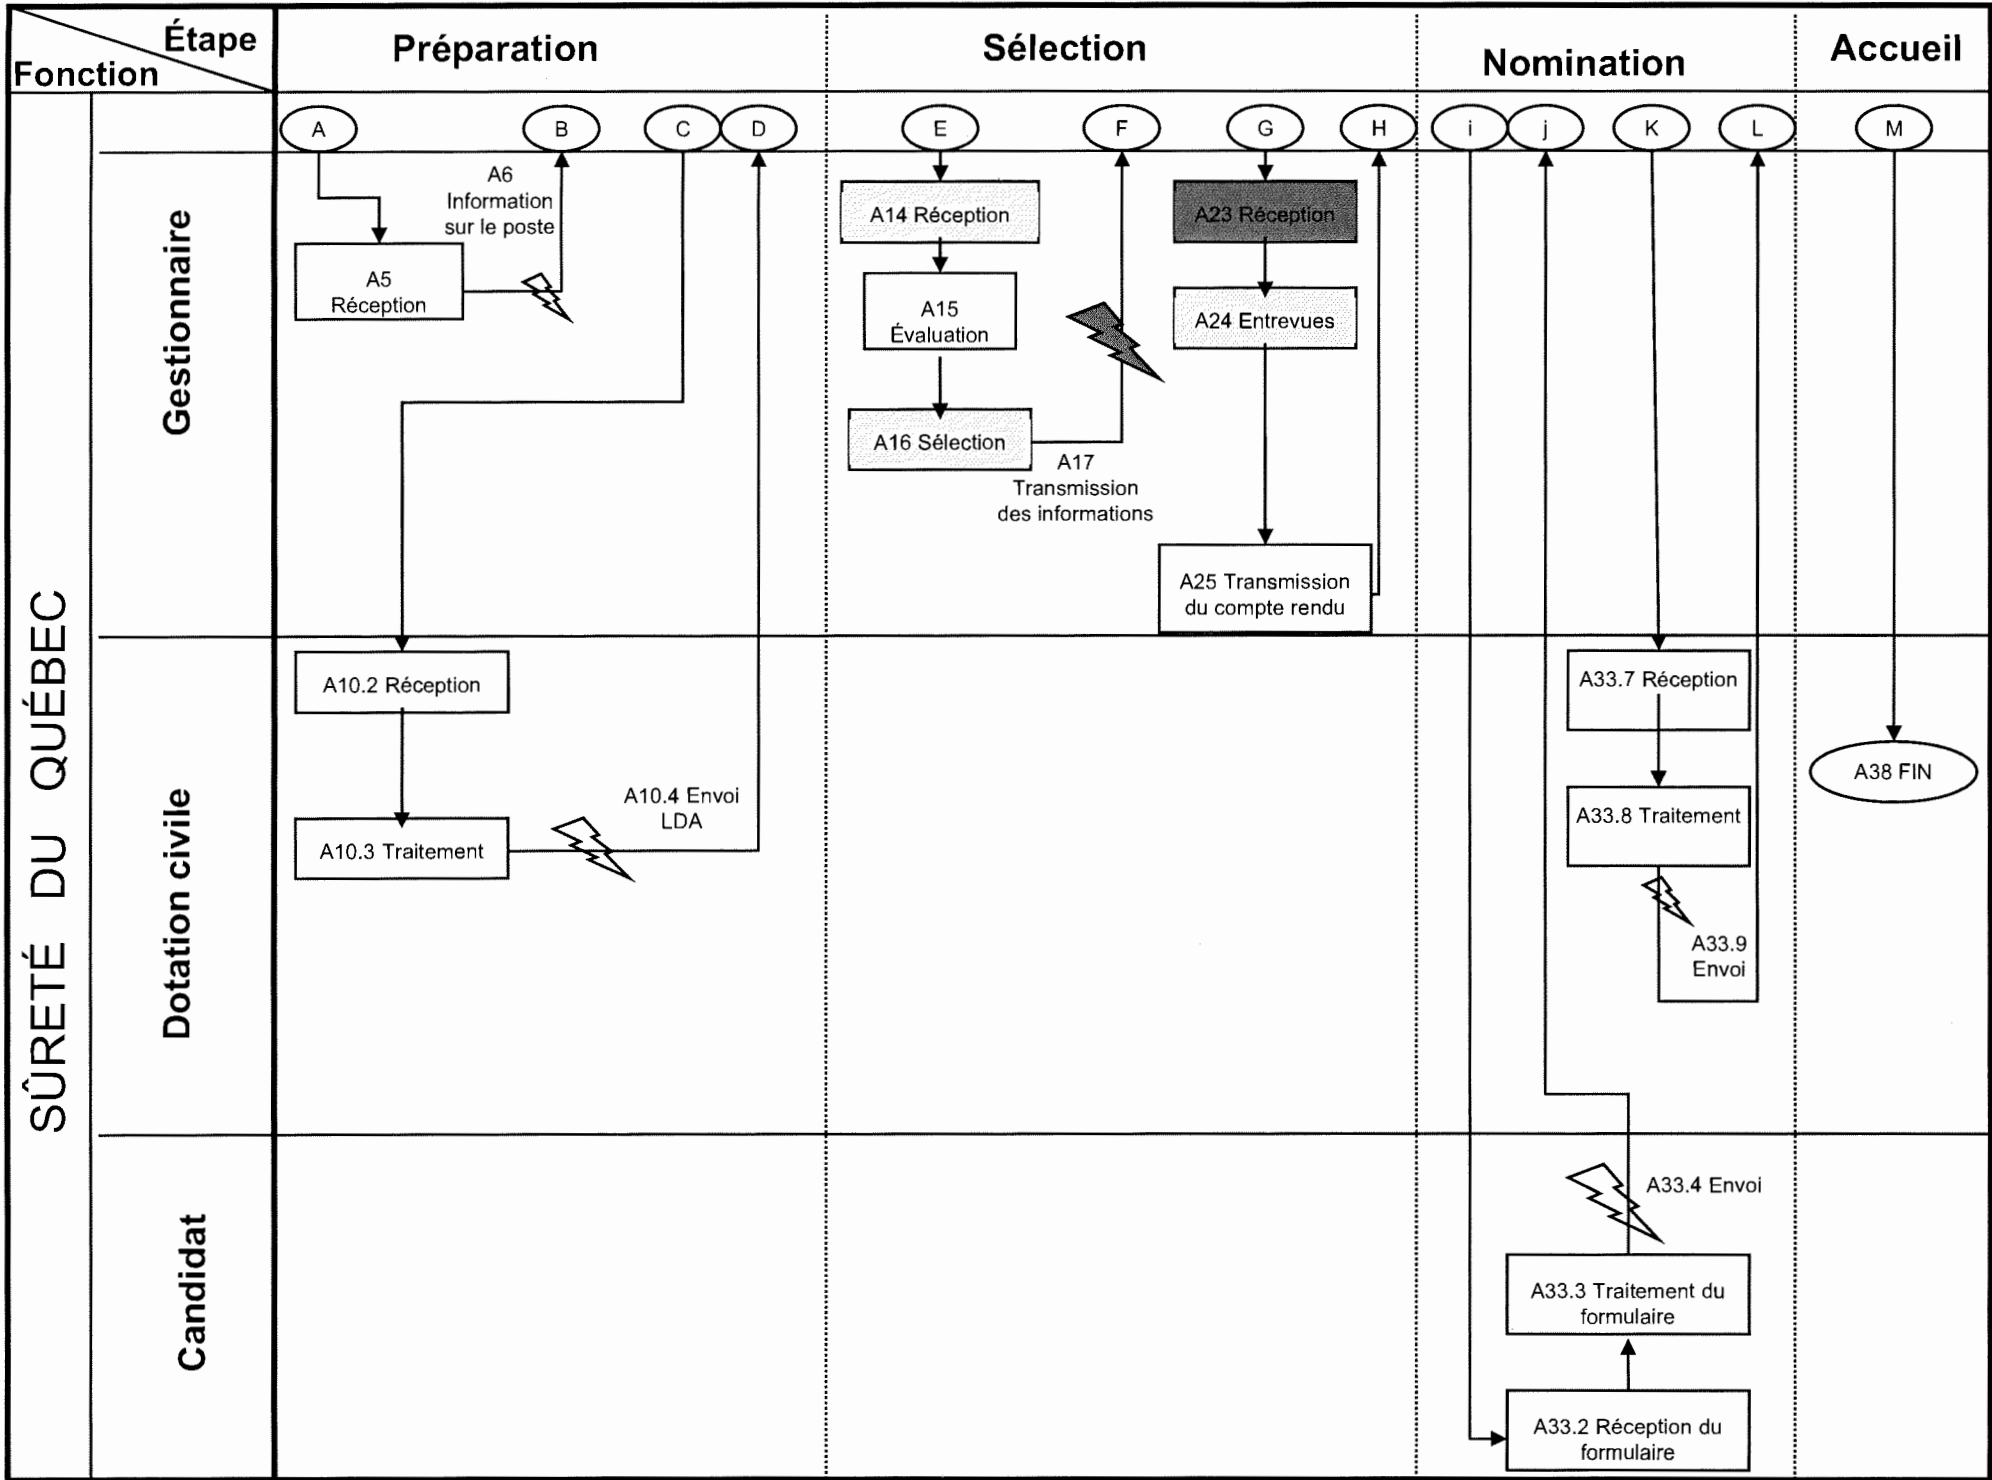 Étape
Fonction
Préparation
Sélection
Nomination
Accueil
A
B
C
D
E
F
G
H
i
j
K
L
M
SÛRETÉ DU QUÉBEC
Gestionnaire
A6
Information
sur le poste
A5
Réception
A14 Réception
A15
Évaluation
A16 Sélection
A17
Transmission
des informations
A23 Réception
A24 Entrevues
A25 Transmission
du compte rendu
Dotation civile
A10.2 Réception
A10.3 Traitement
A10.4 Envoi
LDA
A33.7 Réception
A33.8 Traitement
A33.9
Envoi
A38 FIN
Candidat
A33.4 Envoi
A33.3 Traitement du
formulaire
A33.2 Réception du
formulaire